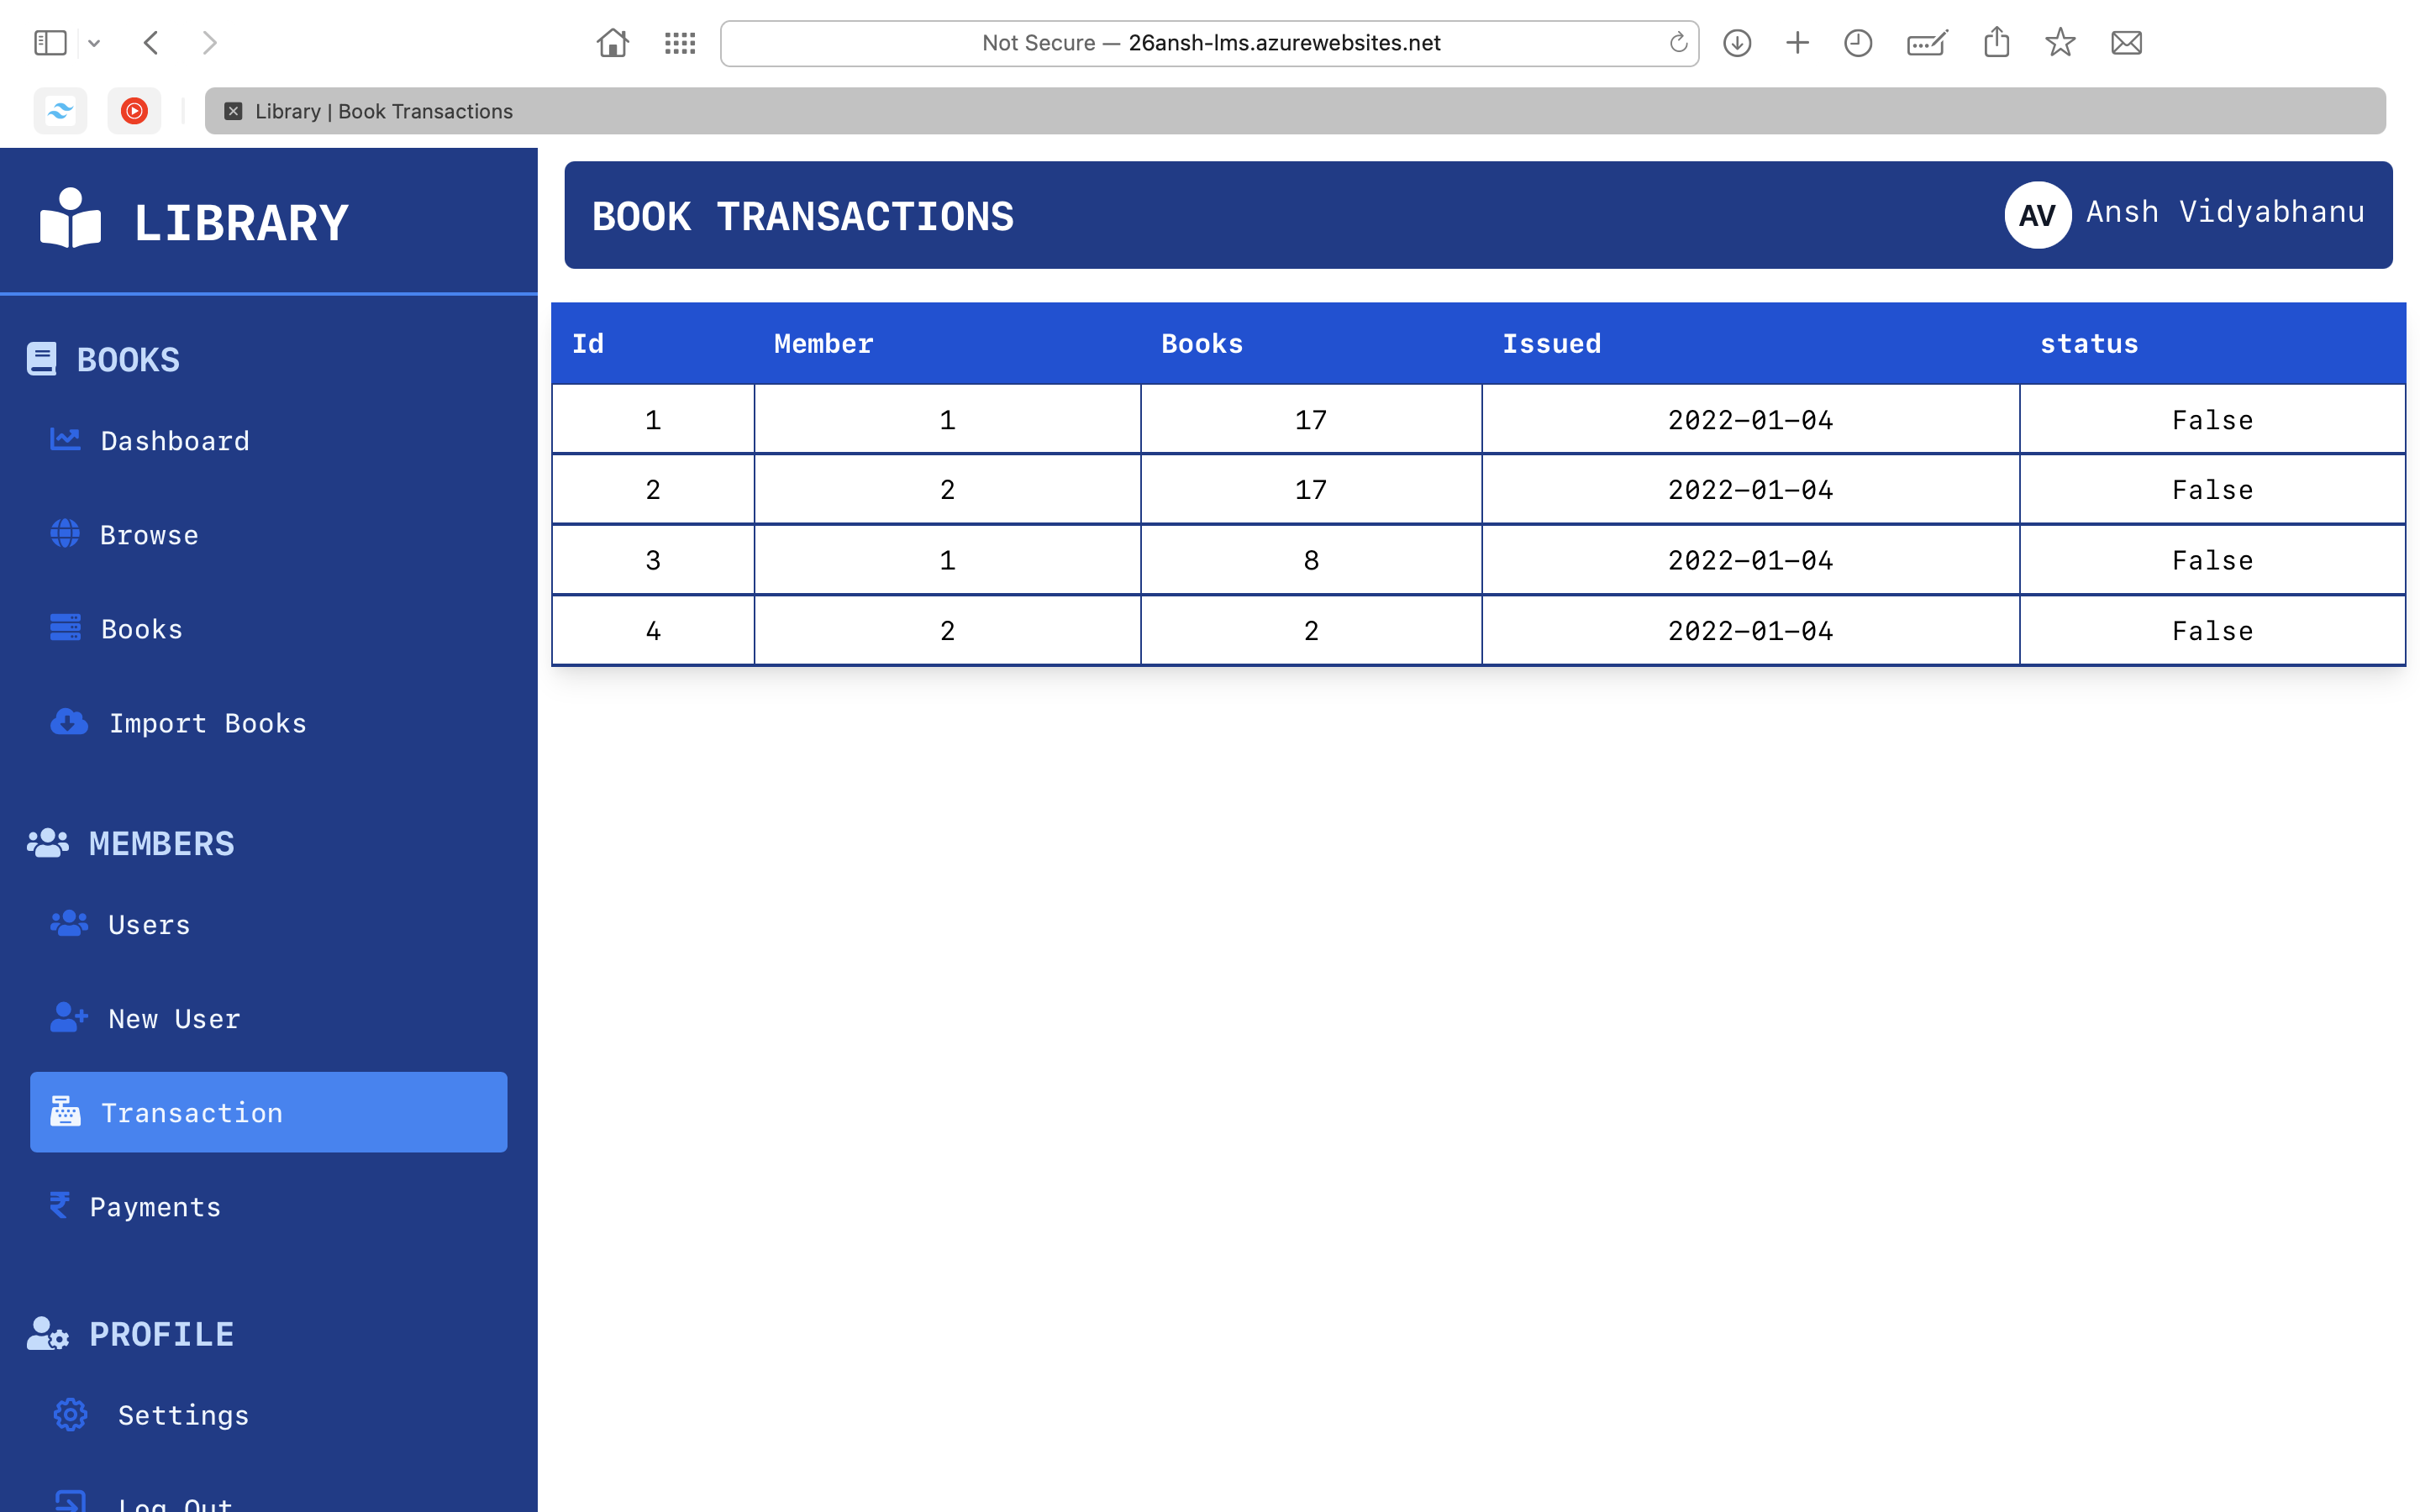 Not Secure — 26ansh-lms.azurewebsites.net
Library | Book Transactions
LIBRARY
BOOKS
Dashboard
Browse
Books
Import Books
MEMBERS
Users
New User
Transaction
Payments
PROFILE
Settings
Log Out
BOOK TRANSACTIONS
AV Ansh Vidyabhanu
Id Member Books Issued status
1 1 17 2022-01-04 False
2 2 17 2022-01-04 False
3 1 8 2022-01-04 False
4 2 2 2022-01-04 False